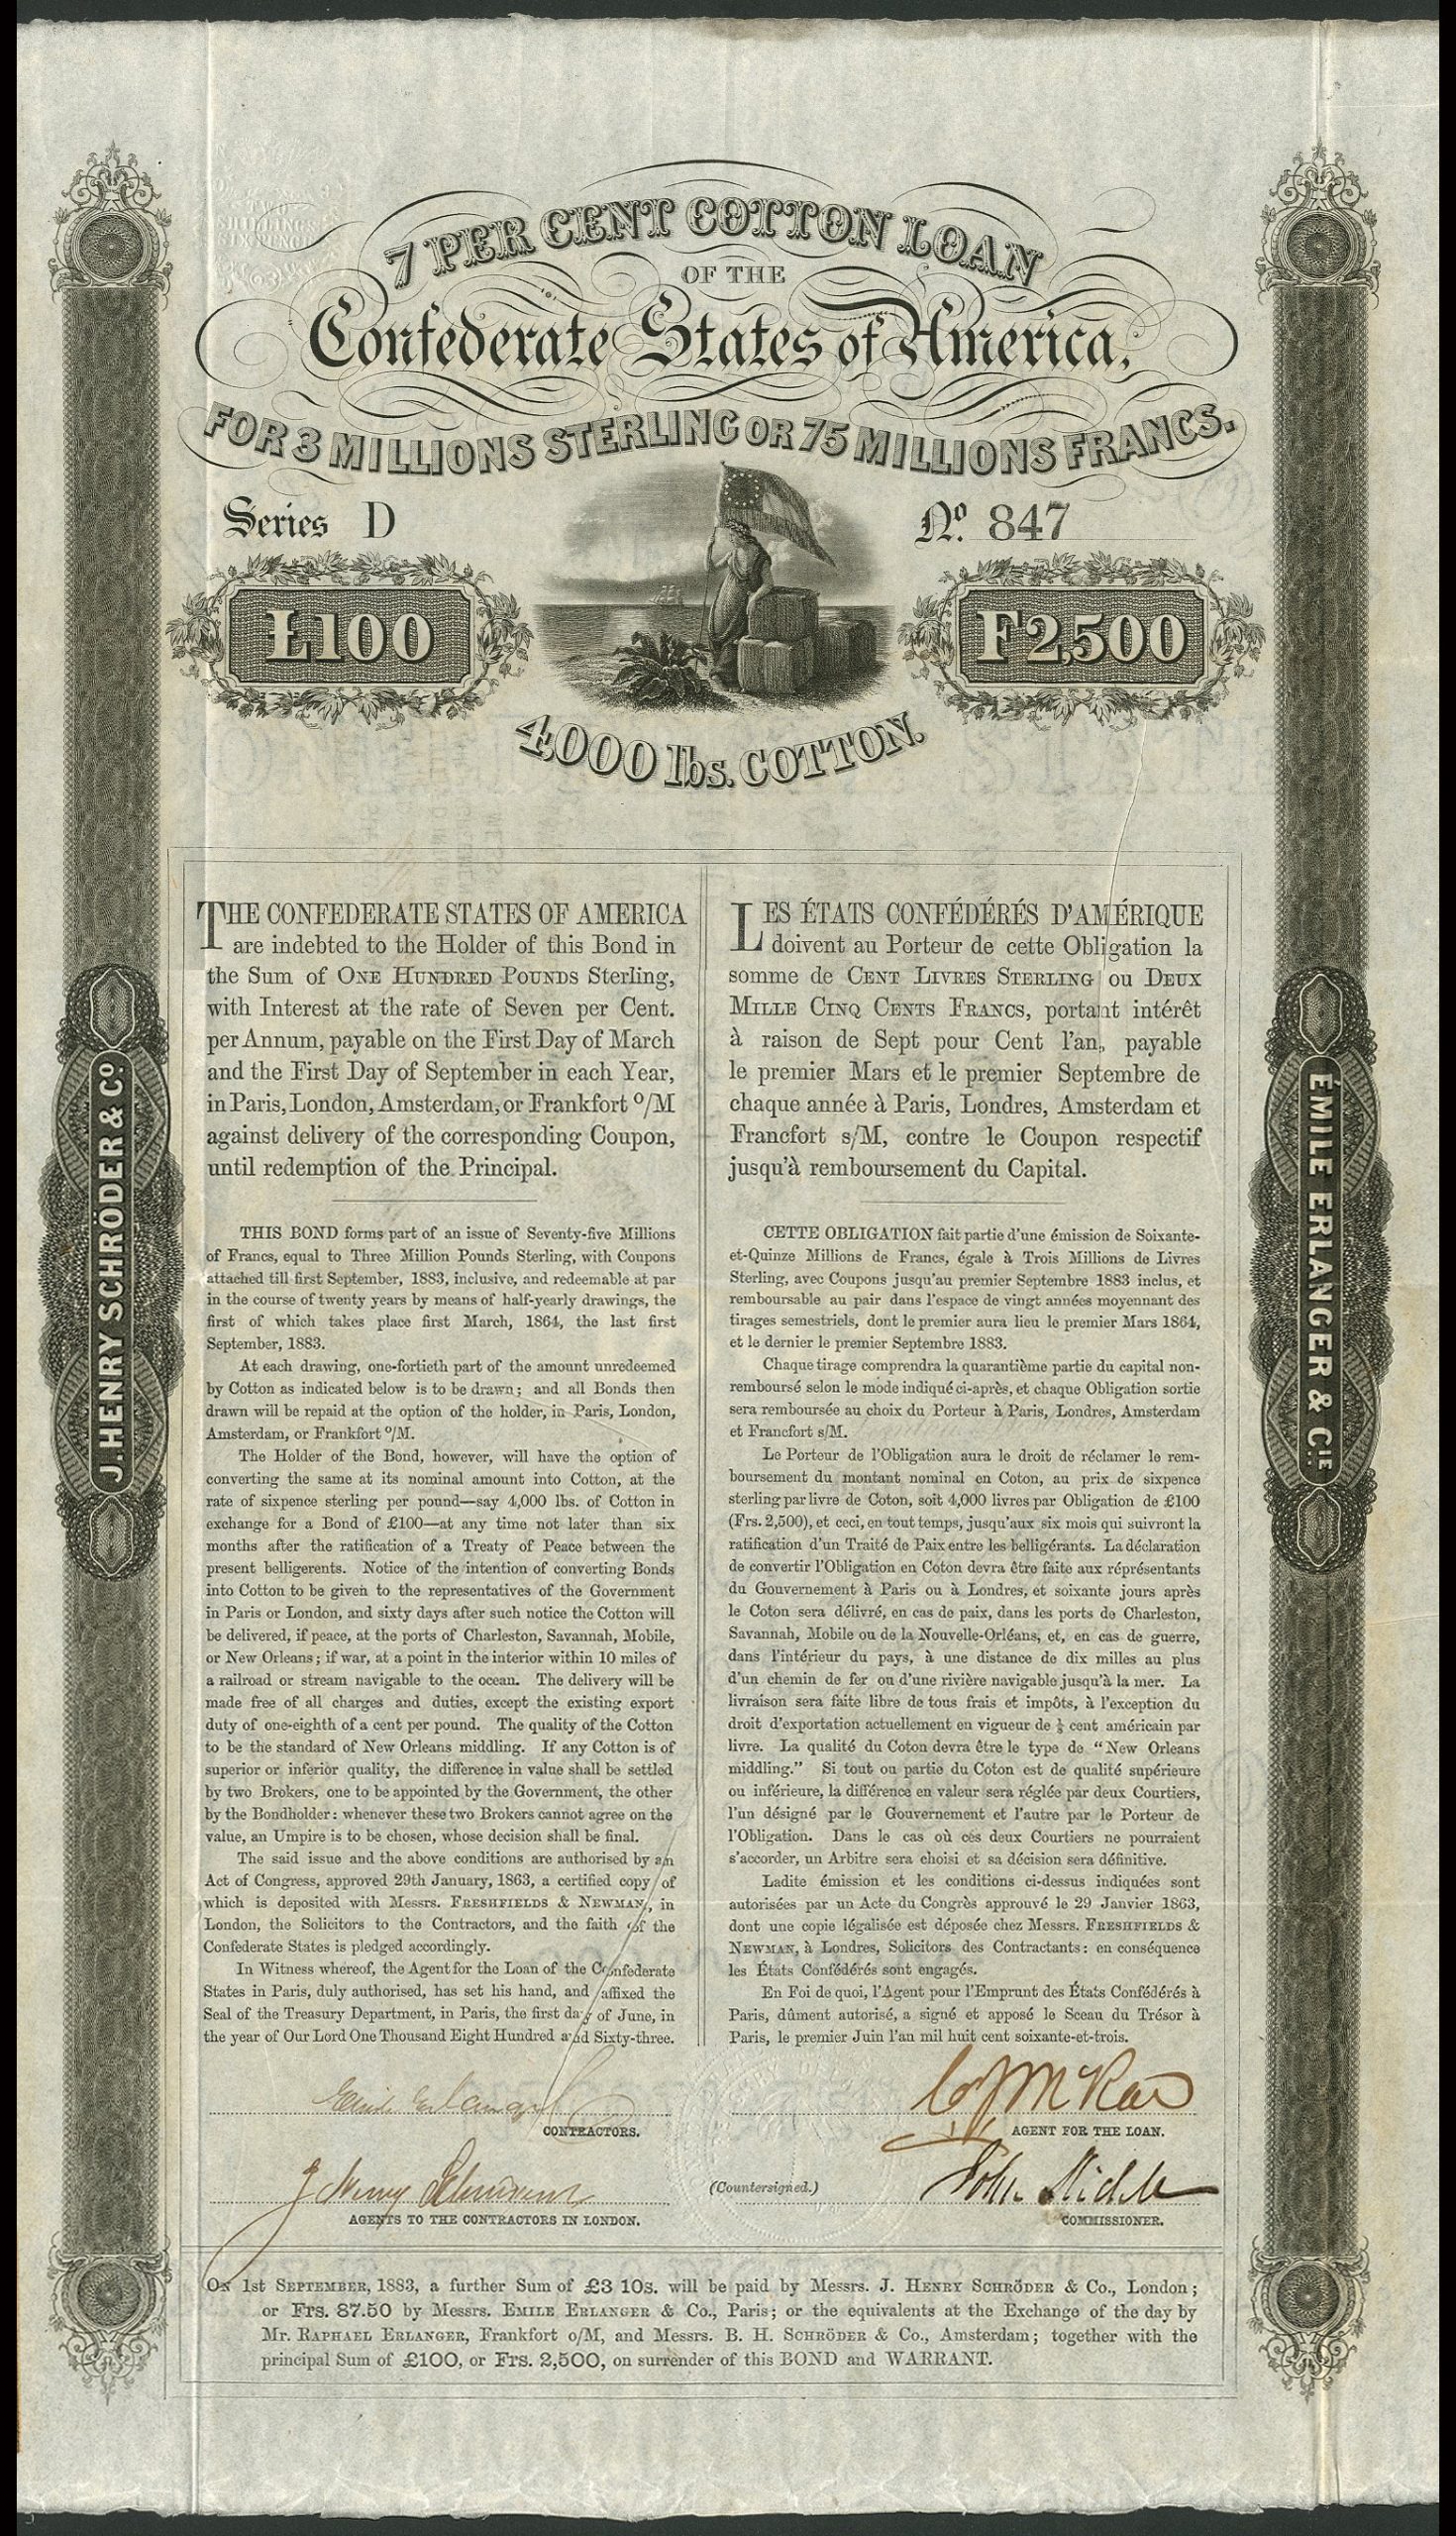 TWO
SHILLINGS
SIXPENCE
7 PER CENT COTTON LOAN
OF THE
Confederate States of America,
FOR 3 MILLIONS STERLING OR 75 MILLIONS FRANCS.
Series D
No. 847
£100
F2,500
4000 lbs. COTTON.
J. HENRY SCHRÖDER & Co.
ÉMILE ERLANGER & CIE
THE CONFEDERATE STATES OF AMERICA
are indebted to the Holder of this Bond in
the Sum of ONE HUNDRED POUNDS Sterling,
with Interest at the rate of Seven per Cent.
per Annum, payable on the First Day of March
and the First Day of September in each Year,
in Paris, London, Amsterdam, or Frankfort o/M
against delivery of the corresponding Coupon,
until redemption of the Principal.
THIS BOND forms part of an issue of Seventy-five Millions
of Francs, equal to Three Million Pounds Sterling, with Coupons
attached till first September, 1883, inclusive, and redeemable at par
in the course of twenty years by means of half-yearly drawings, the
first of which takes place first March, 1864, the last first
September, 1883.
At each drawing, one-fortieth part of the amount unredeemed
by Cotton as indicated below is to be drawn; and all Bonds then
drawn will be repaid at the option of the holder, in Paris, London,
Amsterdam, or Frankfort o/M.
The Holder of the Bond, however, will have the option of
converting the same at its nominal amount into Cotton, at the
rate of sixpence sterling per pound—say 4,000 lbs. of Cotton in
exchange for a Bond of £100—at any time not later than six
months after the ratification of a Treaty of Peace between the
present belligerents. Notice of the intention of converting Bonds
into Cotton to be given to the representatives of the Government
in Paris or London, and sixty days after such notice the Cotton will
be delivered, if peace, at the ports of Charleston, Savannah, Mobile,
or New Orleans; if war, at a point in the interior within 10 miles of
a railroad or stream navigable to the ocean. The delivery will be
made free of all charges and duties, except the existing export
duty of one-eighth of a cent per pound. The quality of the Cotton
to be the standard of New Orleans middling. If any Cotton is of
superior or inferior quality, the difference in value shall be settled
by two Brokers, one to be appointed by the Government, the other
by the Bondholder: whenever these two Brokers cannot agree on the
value, an Umpire is to be chosen, whose decision shall be final.
The said issue and the above conditions are authorised by an
Act of Congress, approved 29th January, 1863, a certified copy of
which is deposited with Messrs. FRESHFIELDS & NEWMAN, in
London, the Solicitors to the Contractors, and the faith of the
Confederate States is pledged accordingly.
In Witness whereof, the Agent for the Loan of the Confederate
States in Paris, duly authorised, has set his hand, and affixed the
Seal of the Treasury Department, in Paris, the first day of June, in
the year of Our Lord One Thousand Eight Hundred and Sixty-three.
LES ÉTATS CONFÉDÉRÉS D'AMÉRIQUE
doivent au Porteur de cette Obligation la
somme de CENT LIVRES STERLING ou DEUX
MILLE CINQ CENTS FRANCS, portant intérêt
à raison de Sept pour Cent l'an, payable
le premier Mars et le premier Septembre de
chaque année à Paris, Londres, Amsterdam et
Francfort s/M, contre le Coupon respectif
jusqu'à remboursement du Capital.
CETTE OBLIGATION fait partie d'une émission de Soixante-
et-Quinze Millions de Francs, égale à Trois Millions de Livres
Sterling, avec Coupons jusqu'au premier Septembre 1883 inclus, et
remboursable au pair dans l'espace de vingt années moyennant des
tirages semestriels, dont le premier aura lieu le premier Mars 1864,
et le dernier le premier Septembre 1883.
Chaque tirage comprendra la quarantième partie du capital non-
remboursé selon le mode indiqué ci-après, et chaque Obligation sortie
sera remboursée au choix du Porteur à Paris, Londres, Amsterdam
et Francfort s/M.
Le Porteur de l'Obligation aura le droit de réclamer le rem-
boursement du montant nominal en Coton, au prix de sixpence
sterling par livre de Coton, soit 4,000 livres par Obligation de £100
(Frs. 2,500), et ceci, en tout temps, jusqu'aux six mois qui suivront la
ratification d'un Traité de Paix entre les belligérants. La déclaration
de convertir l'Obligation en Coton devra être faite aux réprésentants
du Gouvernement à Paris ou à Londres, et soixante jours après
le Coton sera délivré, en cas de paix, dans les ports de Charleston,
Savannah, Mobile ou de la Nouvelle-Orléans, et, en cas de guerre,
dans l'intérieur du pays, à une distance de dix milles au plus
d'un chemin de fer ou d'une rivière navigable jusqu'à la mer. La
livraison sera faite libre de tous frais et impôts, à l'exception du
droit d'exportation actuellement en vigueur de ⅛ cent américain par
livre. La qualité du Coton devra être le type de "New Orleans
middling." Si tout ou partie du Coton est de qualité supérieure
ou inférieure, la différence en valeur sera réglée par deux Courtiers,
l'un désigné par le Gouvernement et l'autre par le Porteur de
l'Obligation. Dans le cas où ces deux Courtiers ne pourraient
s'accorder, un Arbitre sera choisi et sa décision sera définitive.
Ladite émission et les conditions ci-dessus indiquées sont
autorisées par un Acte du Congrès approuvé le 29 Janvier 1863,
dont une copie légalisée est déposée chez Messrs. FRESHFIELDS &
NEWMAN, à Londres, Solicitors des Contractants: en conséquence
les États Confédérés sont engagés.
En Foi de quoi, l'Agent pour l'Emprunt des États Confédérés à
Paris, dûment autorisé, a signé et apposé le Sceau du Trésor à
Paris, le premier Juin l'an mil huit cent soixante-et-trois.
Emile Erlanger
CONTRACTORS.
C J McRae
AGENT FOR THE LOAN.
J Henry Schroder
AGENTS TO THE CONTRACTORS IN LONDON.
(Countersigned.)
John Slidell
COMMISSIONER.
ON 1st SEPTEMBER, 1883, a further Sum of £3 10s. will be paid by Messrs. J. HENRY SCHRÖDER & Co., London;
or Frs. 87.50 by Messrs. EMILE ERLANGER & Co., Paris; or the equivalents at the Exchange of the day by
Mr. RAPHAEL ERLANGER, Frankfort o/M, and Messrs. B. H. SCHRÖDER & Co., Amsterdam; together with the
principal Sum of £100, or Frs. 2,500, on surrender of this BOND and WARRANT.